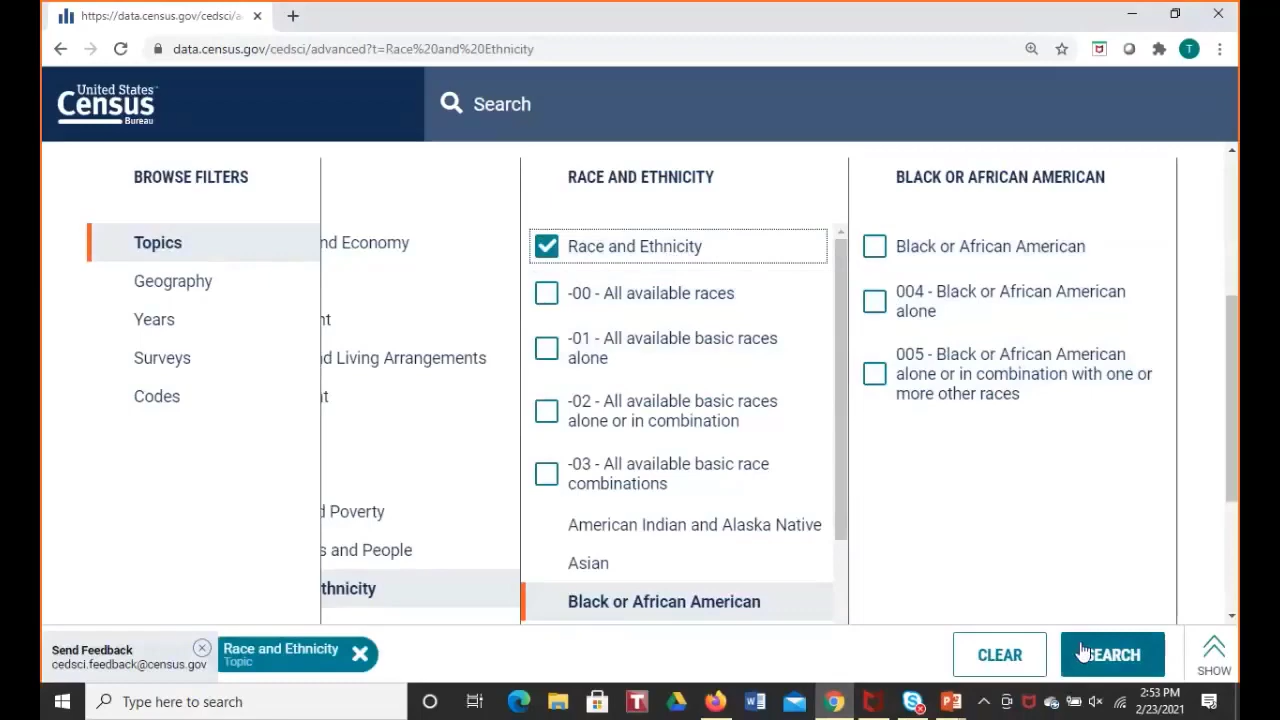 https://data.census.gov/cedsci/a
data.census.gov/cedsci/advanced?t=Race%20and%20Ethnicity
T
United States
Census
Bureau
Search
BROWSE FILTERS
RACE AND ETHNICITY
BLACK OR AFRICAN AMERICAN
Topics
Geography
Years
Surveys
Codes
nd Economy
nt
d Living Arrangements
nt
d Poverty
s and People
thnicity
Race and Ethnicity
-00 - All available races
-01 - All available basic races
alone
-02 - All available basic races
alone or in combination
-03 - All available basic race
combinations
American Indian and Alaska Native
Asian
Black or African American
Black or African American
004 - Black or African American
alone
005 - Black or African American
alone or in combination with one or
more other races
Send Feedback
cedsci.feedback@census.gov
Race and Ethnicity
Topic
CLEAR
SEARCH
SHOW
Type here to search
2:53 PM
2/23/2021